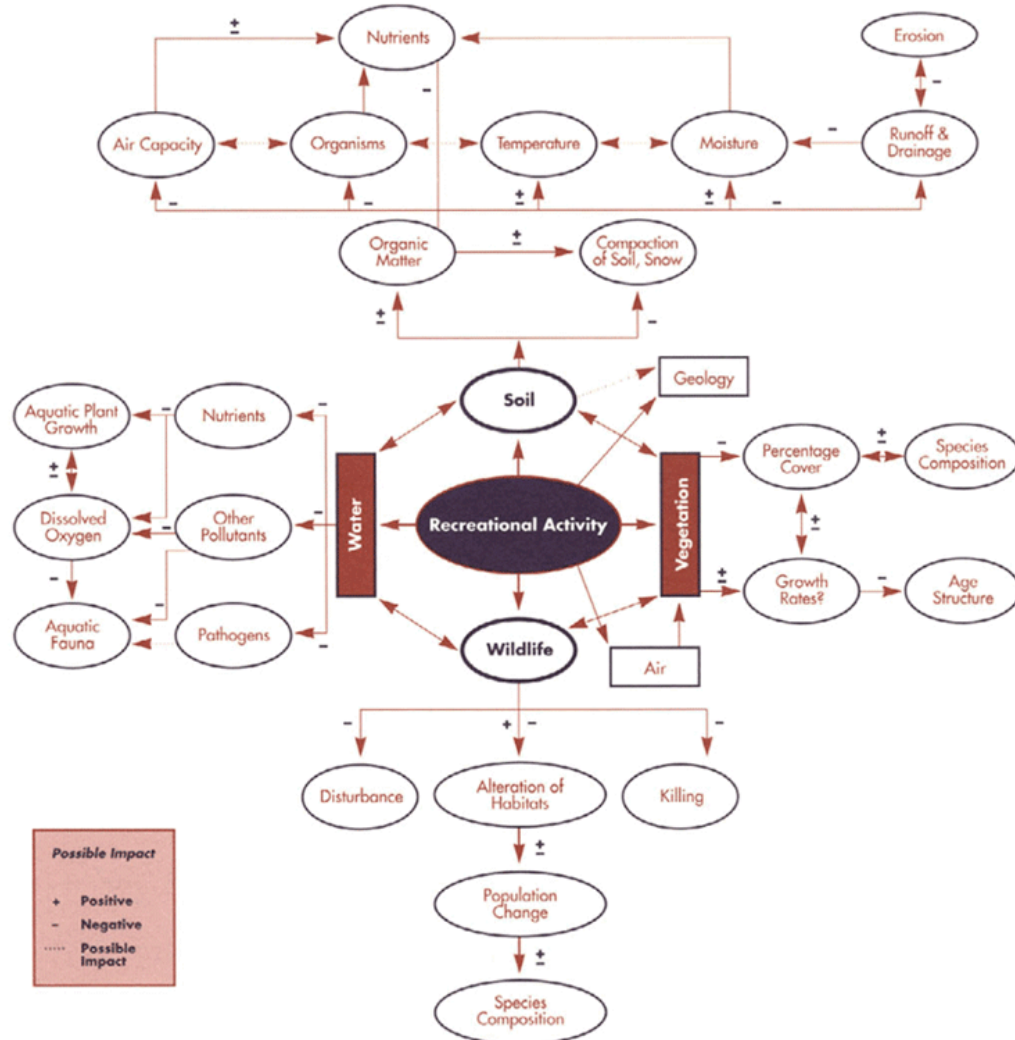 ±
Nutrients
Erosion
–
–
Air Capacity
Organisms
Temperature
Moisture
–
Runoff &
Drainage
–
–
±
±
–
Organic
Matter
±
Compaction
of Soil, Snow
±
–
Soil
Geology
Aquatic Plant
Growth
–
Nutrients
–
–
Percentage
Cover
±
Species
Composition
±
Dissolved
Oxygen
–
Other
Pollutants
–
Water
Recreational Activity
Vegetation
±
–
–
±
Growth
Rates?
–
Age
Structure
Aquatic
Fauna
Pathogens
–
Wildlife
Air
–
+
–
–
Disturbance
Alteration of
Habitats
Killing
±
Population
Change
±
Species
Composition
Possible Impact
+ Positive
– Negative
..... Possible
Impact